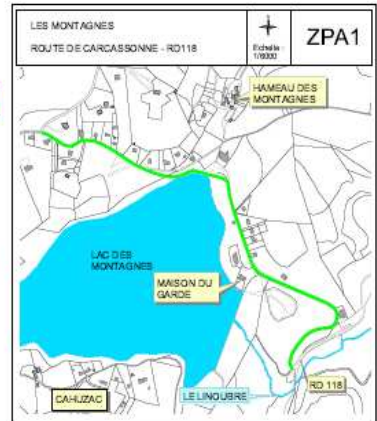 LES MONTAGNES
ROUTE DE CARCASSONNE - RD118
Echelle :
1/6000
ZPA1
HAMEAU DES
MONTAGNES
LAC DES
MONTAGNES
MAISON DU
GARDE
CAHUZAC
LE LINOUBRE
RD 118